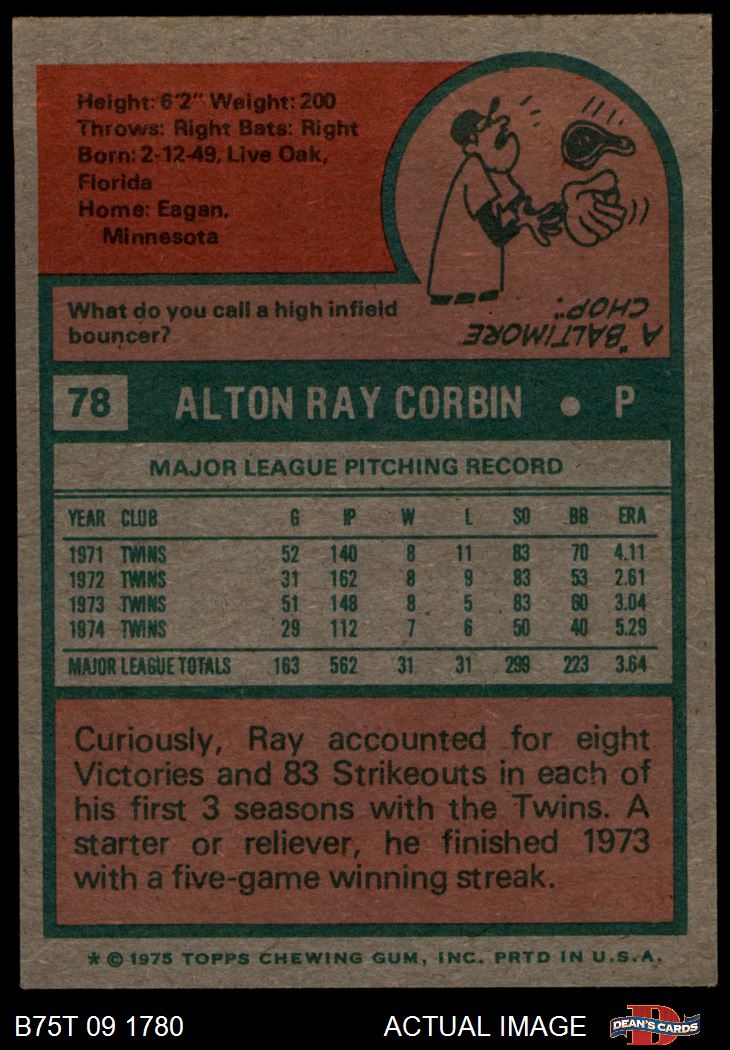 Height: 6'2" Weight: 200
Throws: Right Bats: Right
Born: 2-12-49, Live Oak,
Florida
Home: Eagan,
Minnesota
What do you call a high infield
bouncer?
A "BALTIMORE
CHOP."
78 ALTON RAY CORBIN • P
MAJOR LEAGUE PITCHING RECORD
YEAR CLUB G IP W L SO BB ERA
1971 TWINS 52 140 8 11 83 70 4.11
1972 TWINS 31 162 8 9 83 53 2.61
1973 TWINS 51 148 8 5 83 60 3.04
1974 TWINS 29 112 7 6 50 40 5.29
MAJOR LEAGUE TOTALS 163 562 31 31 299 223 3.64
Curiously, Ray accounted for eight
Victories and 83 Strikeouts in each of
his first 3 seasons with the Twins. A
starter or reliever, he finished 1973
with a five-game winning streak.
* © 1975 TOPPS CHEWING GUM, INC. PRTD IN U.S.A.
B75T 09 1780 ACTUAL IMAGE DEAN'S CARDS